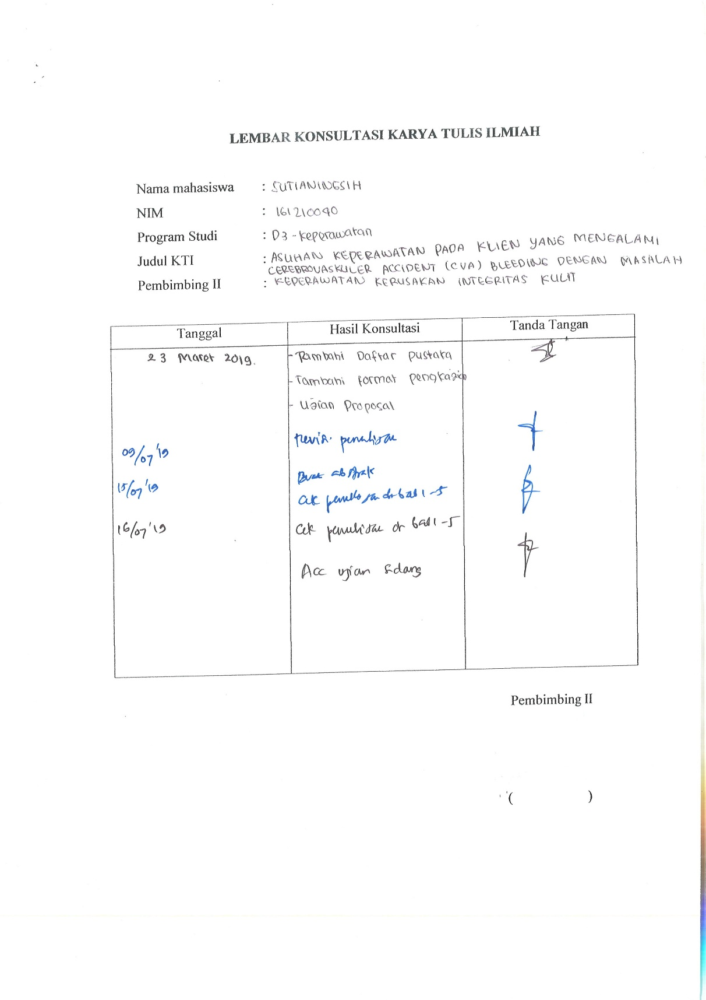 LEMBAR KONSULTASI KARYA TULIS ILMIAH
Nama mahasiswa : SUTIANINGSIH
NIM : 161210040
Program Studi : D3 - Keperawatan
Judul KTI : ASUHAN KEPERAWATAN PADA KLIEN YANG MENGALAMI
CEREBROVASKULER ACCIDENT (CVA) BLEEDING DENGAN MASALAH
Pembimbing II : KEPERAWATAN KERUSAKAN INTEGRITAS KULIT
Tanggal Hasil Konsultasi Tanda Tangan
23 Maret 2019. - Tambahi Daftar pustaka
- Tambahi format pengkajian
- Ujian Proposal
09/07 '19 penulisan
15/07 '19 Buat abstrak
cek penulisan dr bab 1 - 5
16/07 '19 Cek penulisan dr bab 1 - 5
Acc ujian sidang
Pembimbing II
( )